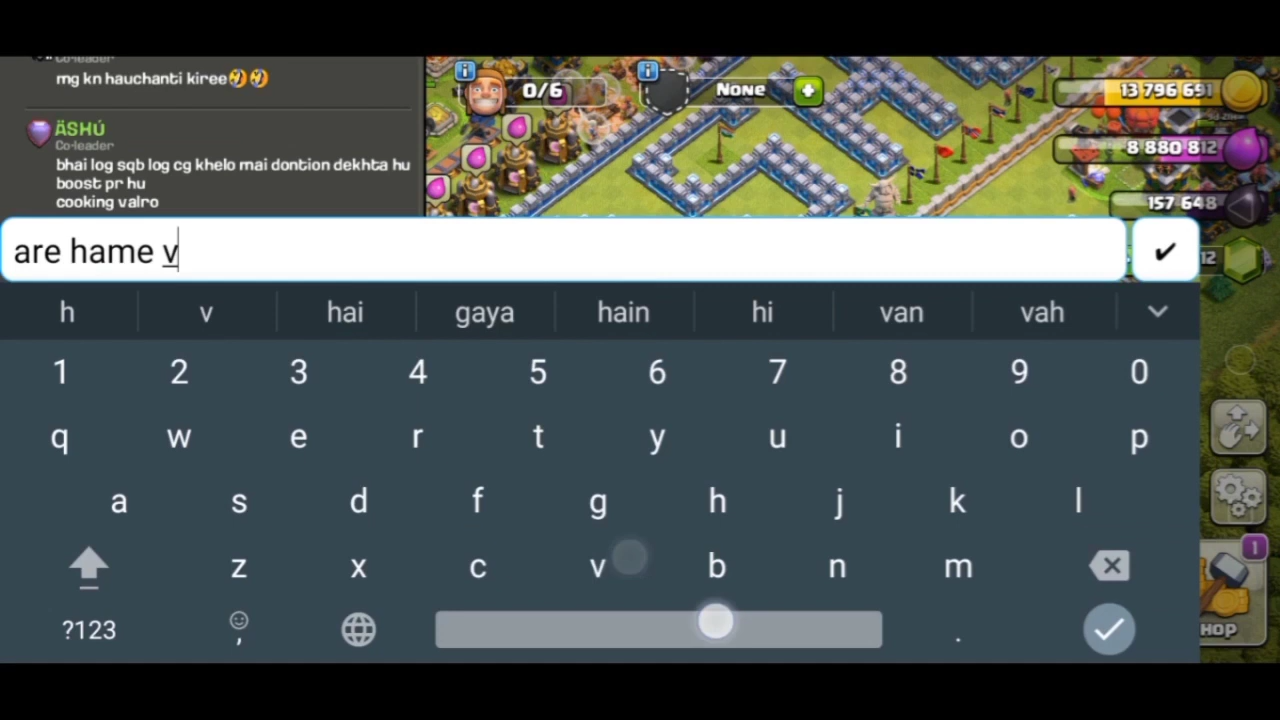 Co-leader
mg kn hauchanti kiree🤣🤣
ÄSHÚ
Co-leader
bhai log sqb log cg khelo mai dontion dekhta hu
boost pr hu
cooking valro
0/6
None
13 796 691
8 880 812
157 648
12
are hame v
h v hai gaya hain hi van vah
1 2 3 4 5 6 7 8 9 0
q w e r t y u i o p
a s d f g h j k l
z x c v b n m
?123 , .
1
HOP